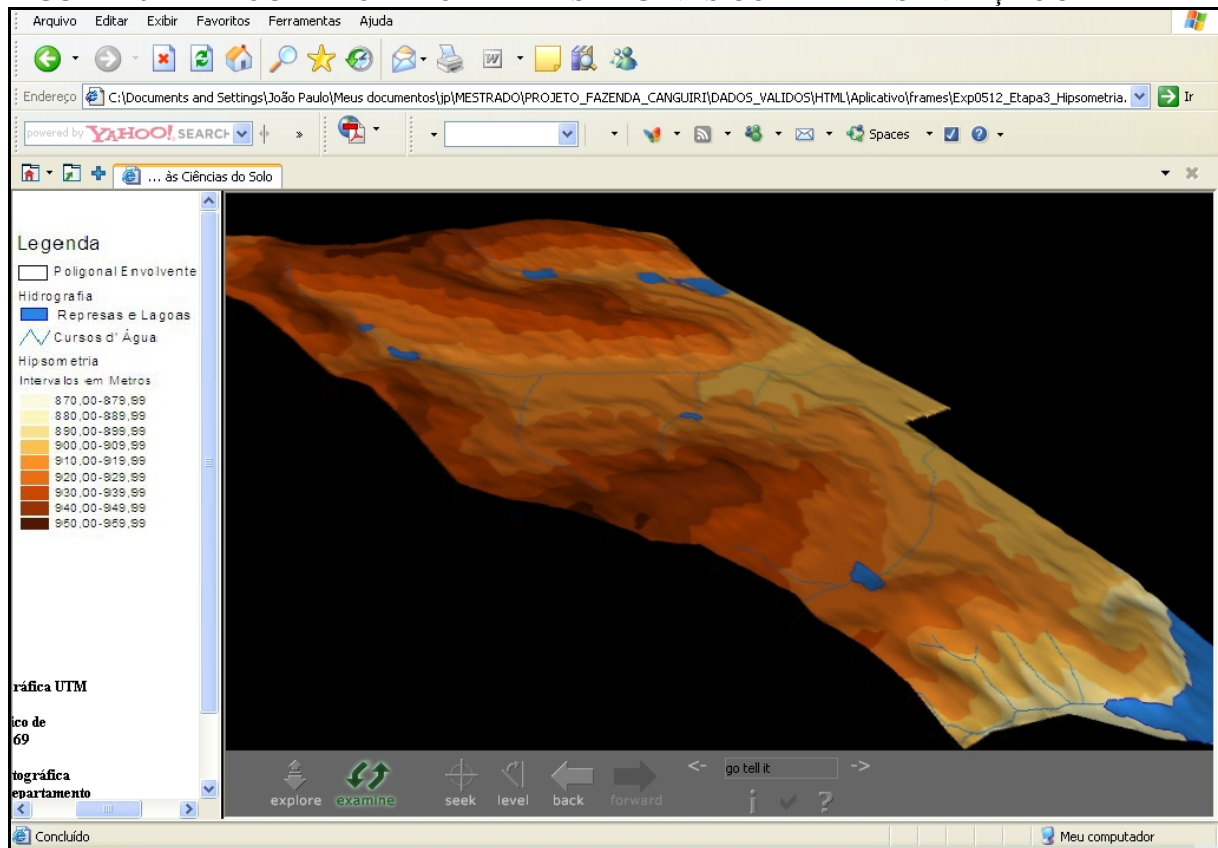 Arquivo Editar Exibir Favoritos Ferramentas Ajuda
Endereço C:\Documents and Settings\João Paulo\Meus documentos\jp\MESTRADO\PROJETO_FAZENDA_CANGUIRI\DADOS_VALIDOS\HTML\Aplicativo\frames\Exp0512_Etapa3_Hipsometria. Ir
powered by YAHOO! SEARCH » Spaces
... às Ciências do Solo
Legenda
Poligonal Envolvente
Hidrografia
Represas e Lagoas
Cursos d' Água
Hipsometria
Intervalos em Metros
870,00-879,99
880,00-889,99
890,00-899,99
900,00-909,99
910,00-919,99
920,00-929,99
930,00-939,99
940,00-949,99
950,00-959,99
ráfica UTM
ico de
69
tográfica
epartamento
<- go tell it ->
explore examine seek level back forward
i ?
Concluído Meu computador